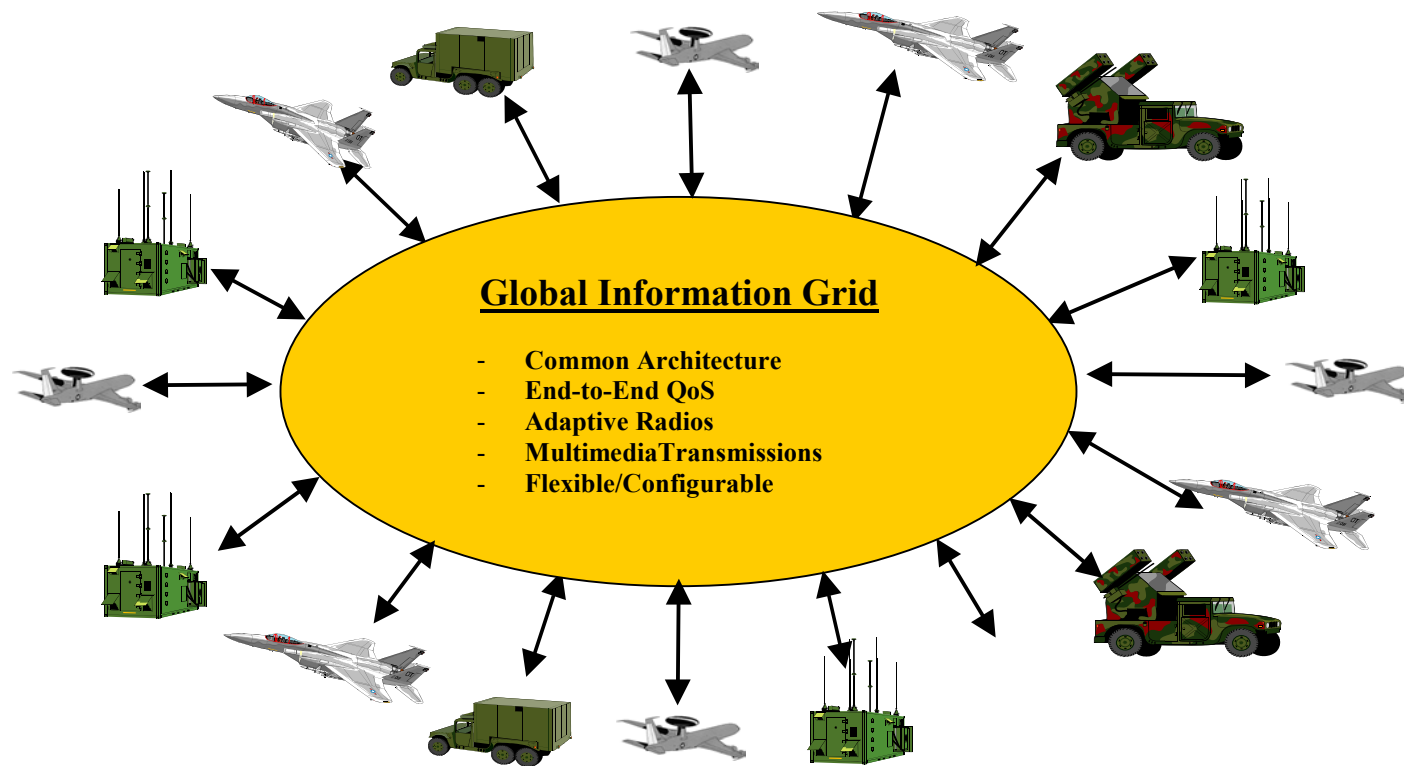 Global Information Grid
- Common Architecture
- End-to-End QoS
- Adaptive Radios
- MultimediaTransmissions
- Flexible/Configurable